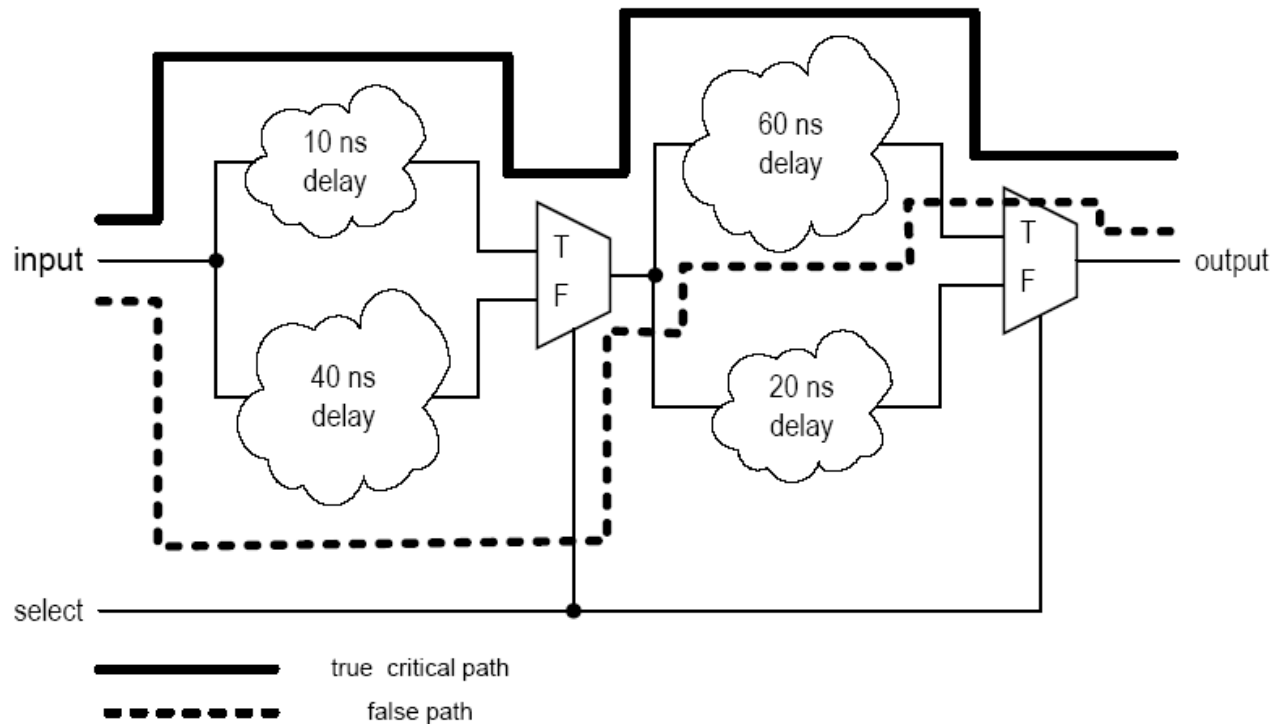 10 ns
delay
60 ns
delay
T
F
input
T
F
output
40 ns
delay
20 ns
delay
select
true critical path
false path